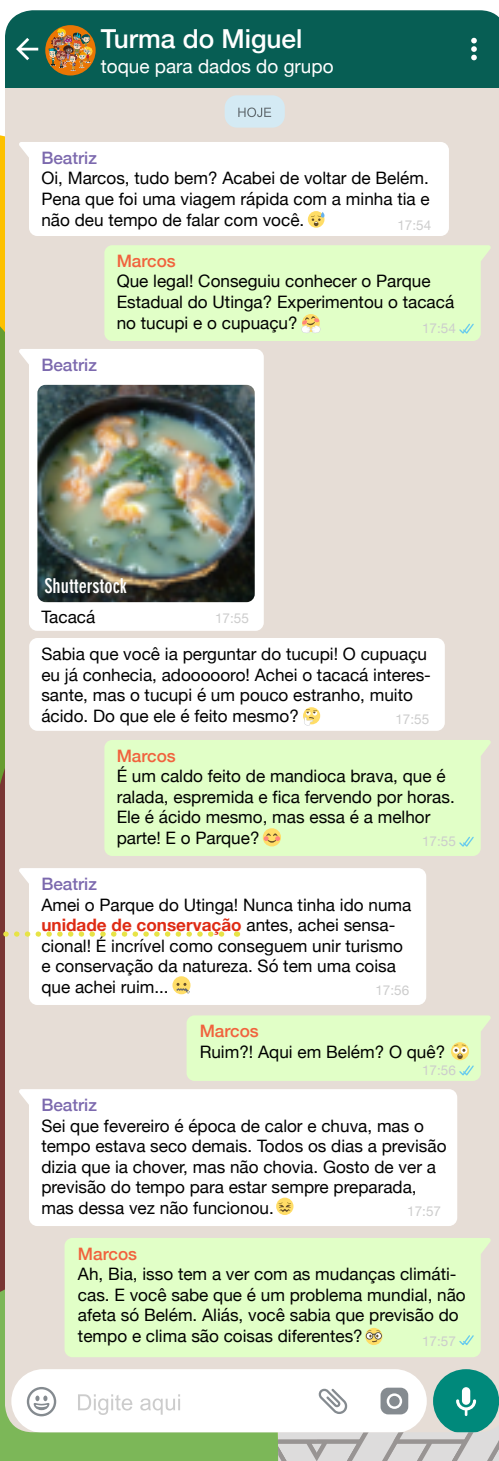 Turma do Miguel
toque para dados do grupo
HOJE
Beatriz
Oi, Marcos, tudo bem? Acabei de voltar de Belém.
Pena que foi uma viagem rápida com a minha tia e
não deu tempo de falar com você. 😅
17:54
Marcos
Que legal! Conseguiu conhecer o Parque
Estadual do Utinga? Experimentou o tacacá
no tucupi e o cupuaçu? 🤗
17:54
Beatriz
Shutterstock
Tacacá
17:55
Sabia que você ia perguntar do tucupi! O cupuaçu
eu já conhecia, adoooooro! Achei o tacacá interes-
sante, mas o tucupi é um pouco estranho, muito
ácido. Do que ele é feito mesmo? 🤔
17:55
Marcos
É um caldo feito de mandioca brava, que é
ralada, espremida e fica fervendo por horas.
Ele é ácido mesmo, mas essa é a melhor
parte! E o Parque? 😊
17:55
Beatriz
Amei o Parque do Utinga! Nunca tinha ido numa
unidade de conservação antes, achei sensa-
cional! É incrível como conseguem unir turismo
e conservação da natureza. Só tem uma coisa
que achei ruim... 🤐
17:56
Marcos
Ruim?! Aqui em Belém? O quê? 😲
17:56
Beatriz
Sei que fevereiro é época de calor e chuva, mas o
tempo estava seco demais. Todos os dias a previsão
dizia que ia chover, mas não chovia. Gosto de ver a
previsão do tempo para estar sempre preparada,
mas dessa vez não funcionou. 😖
17:57
Marcos
Ah, Bia, isso tem a ver com as mudanças climáti-
cas. E você sabe que é um problema mundial, não
afeta só Belém. Aliás, você sabia que previsão do
tempo e clima são coisas diferentes? 🤓
17:57
Digite aqui